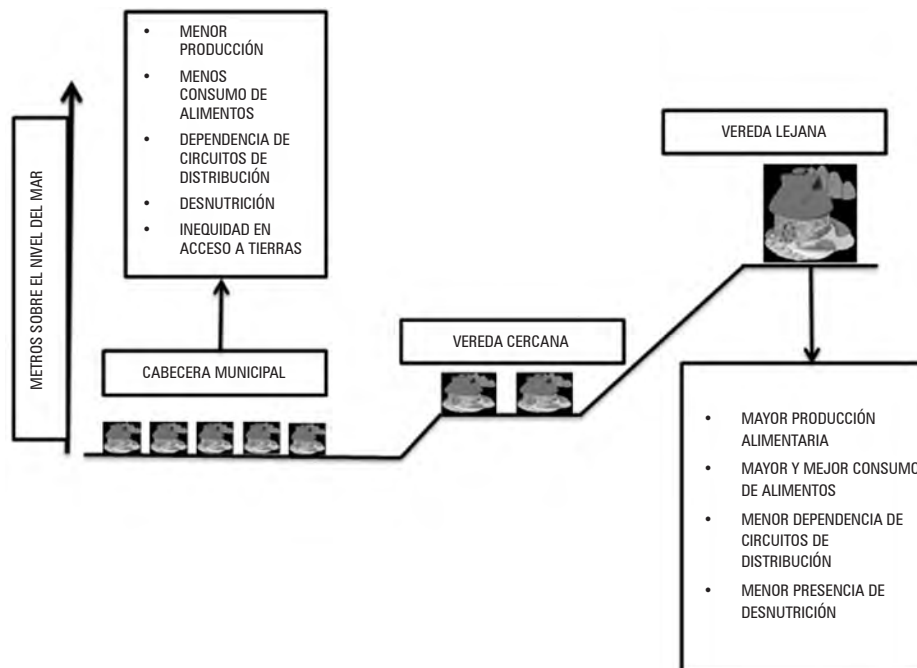 • MENOR
PRODUCCIÓN
• MENOS
CONSUMO DE
ALIMENTOS
• DEPENDENCIA DE
CIRCUITOS DE
DISTRIBUCIÓN
• DESNUTRICIÓN
• INEQUIDAD EN
ACCESO A TIERRAS
METROS SOBRE EL NIVEL DEL MAR
CABECERA MUNICIPAL
VEREDA CERCANA
VEREDA LEJANA
• MAYOR PRODUCCIÓN
ALIMENTARIA
• MAYOR Y MEJOR CONSUMO
DE ALIMENTOS
• MENOR DEPENDENCIA DE
CIRCUITOS DE
DISTRIBUCIÓN
• MENOR PRESENCIA DE
DESNUTRICIÓN